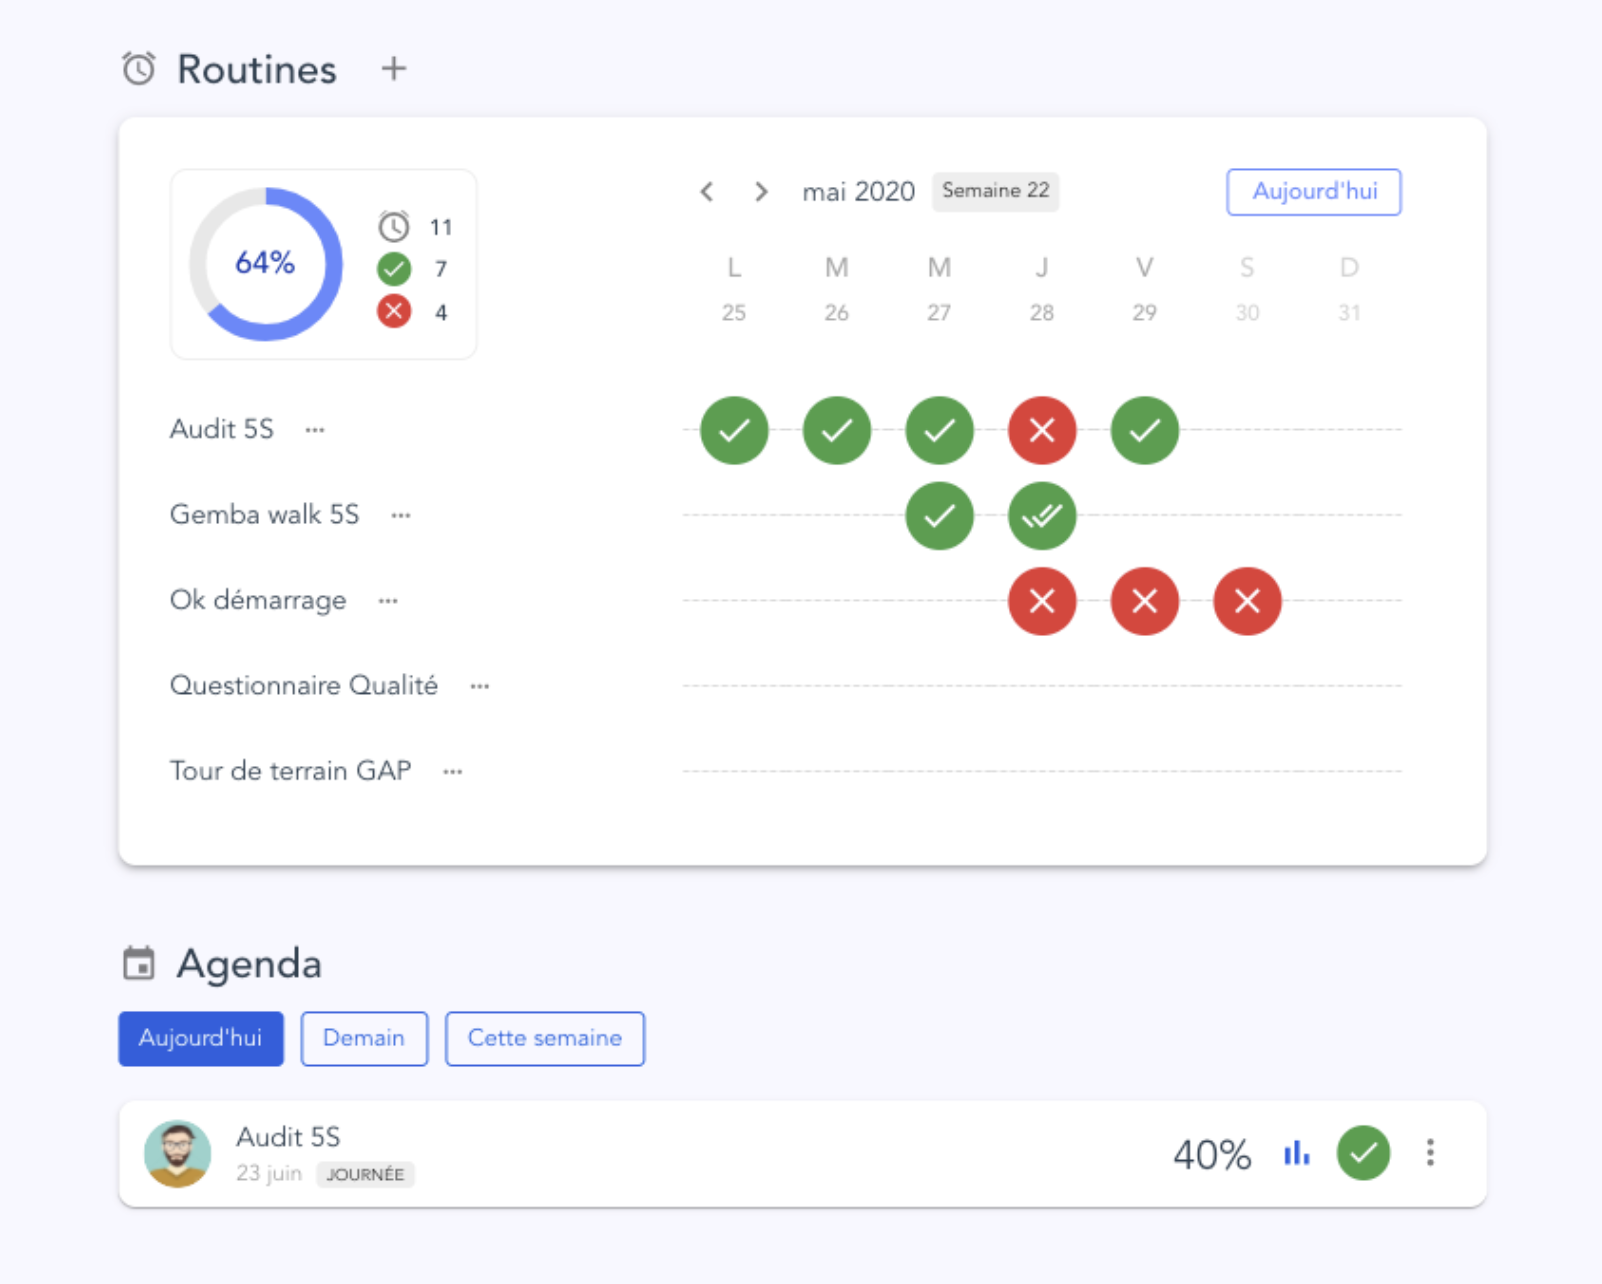 Routines
64%
11
7
4
mai 2020 Semaine 22 Aujourd'hui
L M M J V S D
25 26 27 28 29 30 31
Audit 5S
Gemba walk 5S
Ok démarrage
Questionnaire Qualité
Tour de terrain GAP
Agenda
Aujourd'hui Demain Cette semaine
Audit 5S
23 juin JOURNÉE
40%